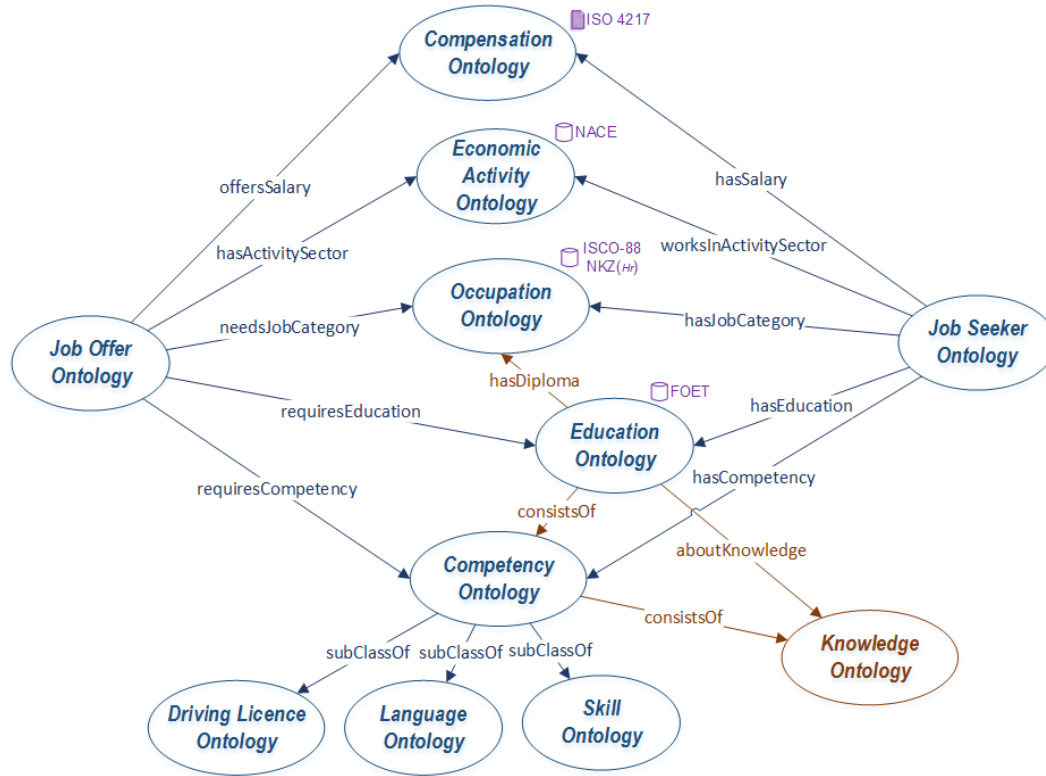 ISO 4217
Compensation
Ontology
NACE
Economic
Activity
Ontology
offersSalary
hasSalary
hasActivitySector
worksInActivitySector
ISCO-88
NKZ(Hr)
Occupation
Ontology
needsJobCategory
hasJobCategory
Job Offer
Ontology
Job Seeker
Ontology
hasDiploma
FOET
requiresEducation
hasEducation
Education
Ontology
requiresCompetency
hasCompetency
consistsOf
aboutKnowledge
Competency
Ontology
consistsOf
Knowledge
Ontology
subClassOf
subClassOf
subClassOf
Driving Licence
Ontology
Language
Ontology
Skill
Ontology